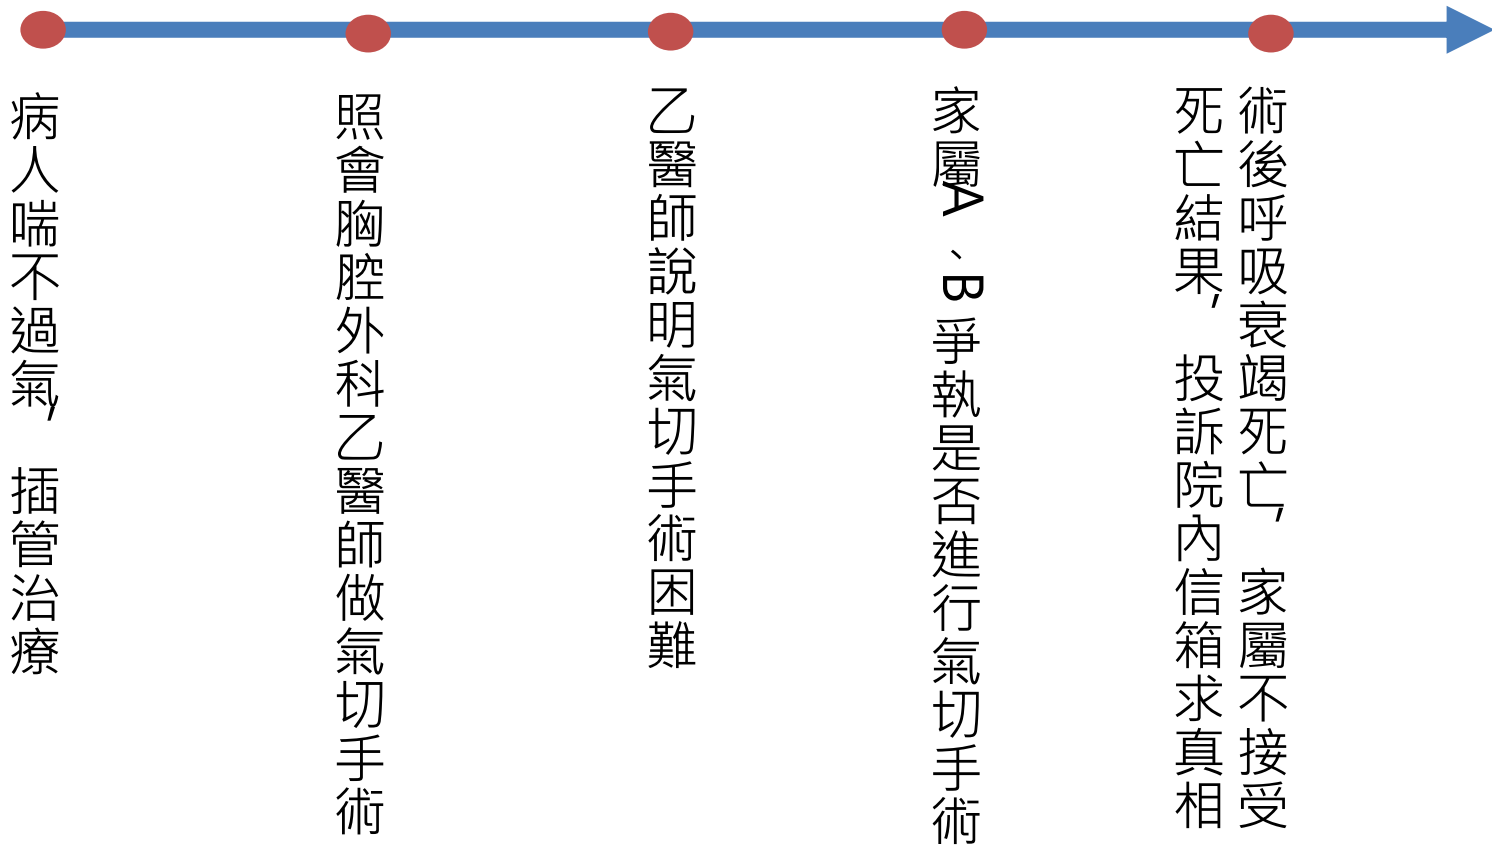 病人喘不過氣，插管治療
照會胸腔外科乙醫師做氣切手術
乙醫師說明氣切手術困難
家屬A、B爭執是否進行氣切手術
術後呼吸衰竭死亡，家屬不接受
死亡結果，投訴院內信箱求真相